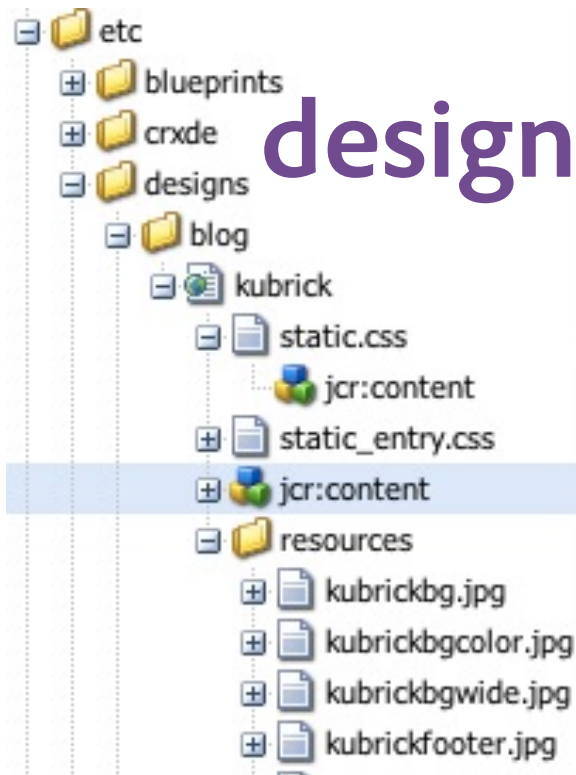 etc
blueprints
crxde
design
designs
blog
kubrick
static.css
jcr:content
static_entry.css
jcr:content
resources
kubrickbg.jpg
kubrickbgcolor.jpg
kubrickbgwide.jpg
kubrickfooter.jpg